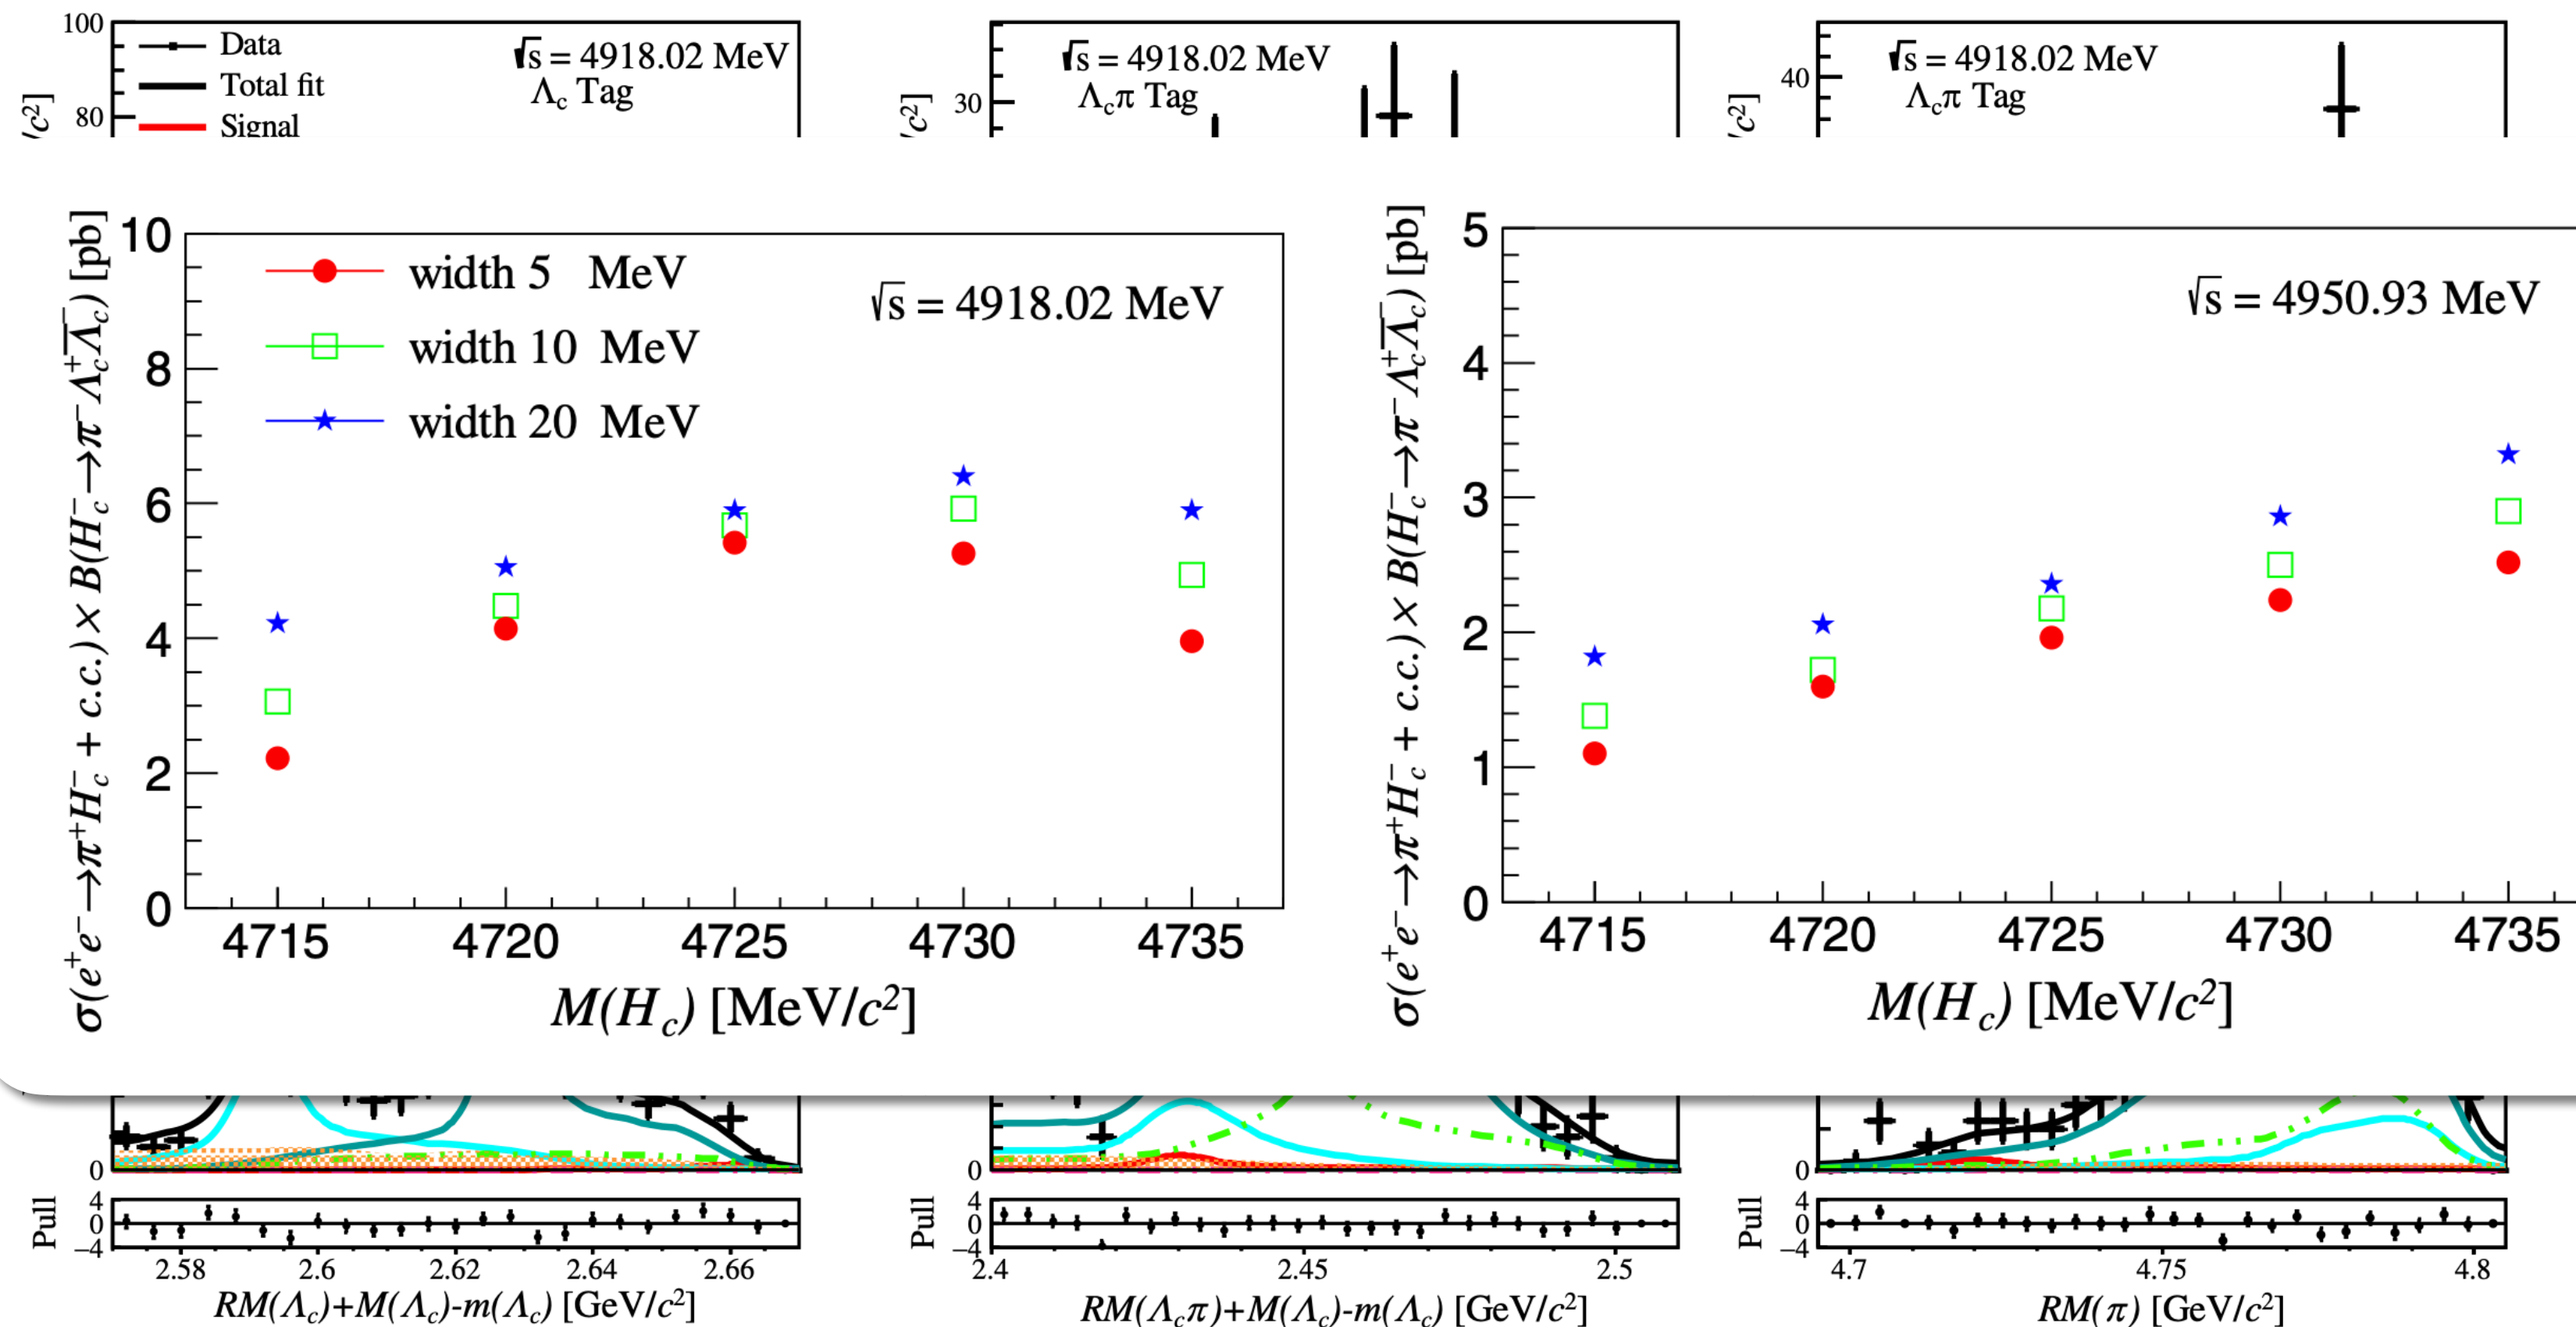 100
80
Data
Total fit
Signal
√s = 4918.02 MeV
Λc Tag
/c²]
30
√s = 4918.02 MeV
Λcπ Tag
/c²]
40
√s = 4918.02 MeV
Λcπ Tag
/c²]
σ(e⁺e⁻→π⁺Hc⁻ + c.c.) × B(Hc⁻→π⁻Λc⁺Λ̅c⁻) [pb]
10
8
6
4
2
0
width 5 MeV
width 10 MeV
width 20 MeV
√s = 4918.02 MeV
4715 4720 4725 4730 4735
M(Hc) [MeV/c²]
σ(e⁺e⁻→π⁺Hc⁻ + c.c.) × B(Hc⁻→π⁻Λc⁺Λ̅c⁻) [pb]
5
4
3
2
1
0
√s = 4950.93 MeV
4715 4720 4725 4730 4735
M(Hc) [MeV/c²]
0
Pull
4
0
−4
2.58 2.6 2.62 2.64 2.66
RM(Λc)+M(Λc)-m(Λc) [GeV/c²]
0
Pull
4
0
−4
2.4 2.45 2.5
RM(Λcπ)+M(Λc)-m(Λc) [GeV/c²]
0
Pull
4
0
−4
4.7 4.75 4.8
RM(π) [GeV/c²]